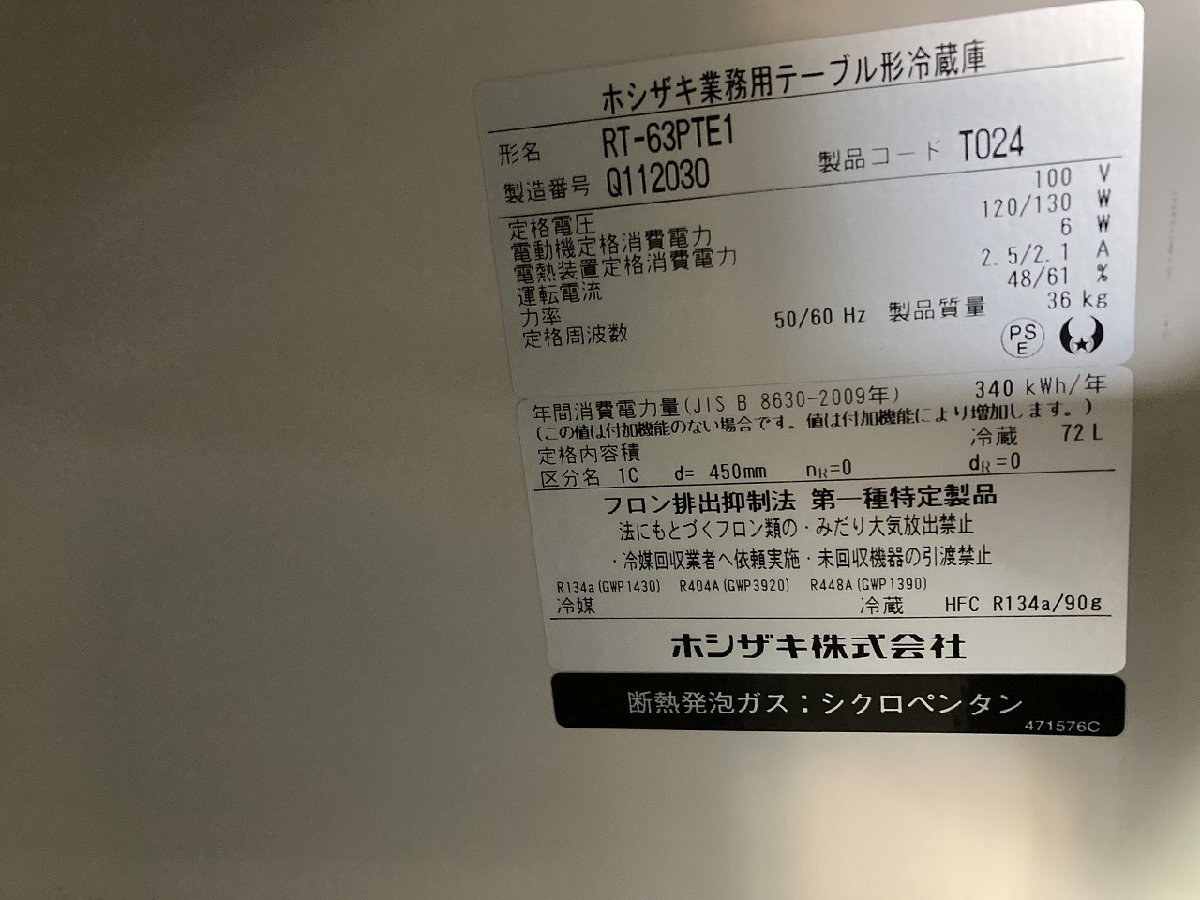 ホシザキ業務用テーブル形冷蔵庫
形名 RT-63PTE1
製造番号 Q112030 製品コード T024
定格電圧 100 V
電動機定格消費電力 120/130 W
電熱装置定格消費電力 6 W
運転電流 2.5/2.1 A
力率 48/61 %
定格周波数 50/60 Hz 製品質量 36 kg
PS
E
年間消費電力量(JIS B 8630-2009年) 340 kWh/年
(この値は付加機能のない場合です。値は付加機能により増加します。)
定格内容積 冷蔵 72 L
区分名 1C d= 450mm nR=0 dR=0
フロン排出抑制法 第一種特定製品
法にもとづくフロン類の・みだり大気放出禁止
・冷媒回収業者へ依頼実施・未回収機器の引渡禁止
R134a(GWP1430) R404A(GWP3920) R448A(GWP1390)
冷媒 冷蔵 HFC R134a/90g
ホシザキ株式会社
断熱発泡ガス：シクロペンタン
471576C